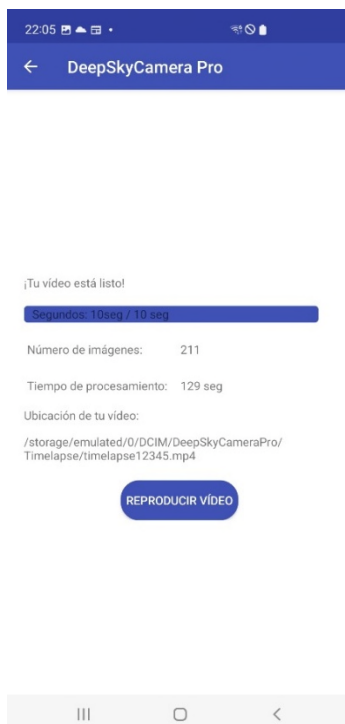 22:05
DeepSkyCamera Pro
¡Tu vídeo está listo!
Segundos: 10seg / 10 seg
Número de imágenes: 211
Tiempo de procesamiento: 129 seg
Ubicación de tu vídeo:
/storage/emulated/0/DCIM/DeepSkyCameraPro/
Timelapse/timelapse12345.mp4
REPRODUCIR VÍDEO